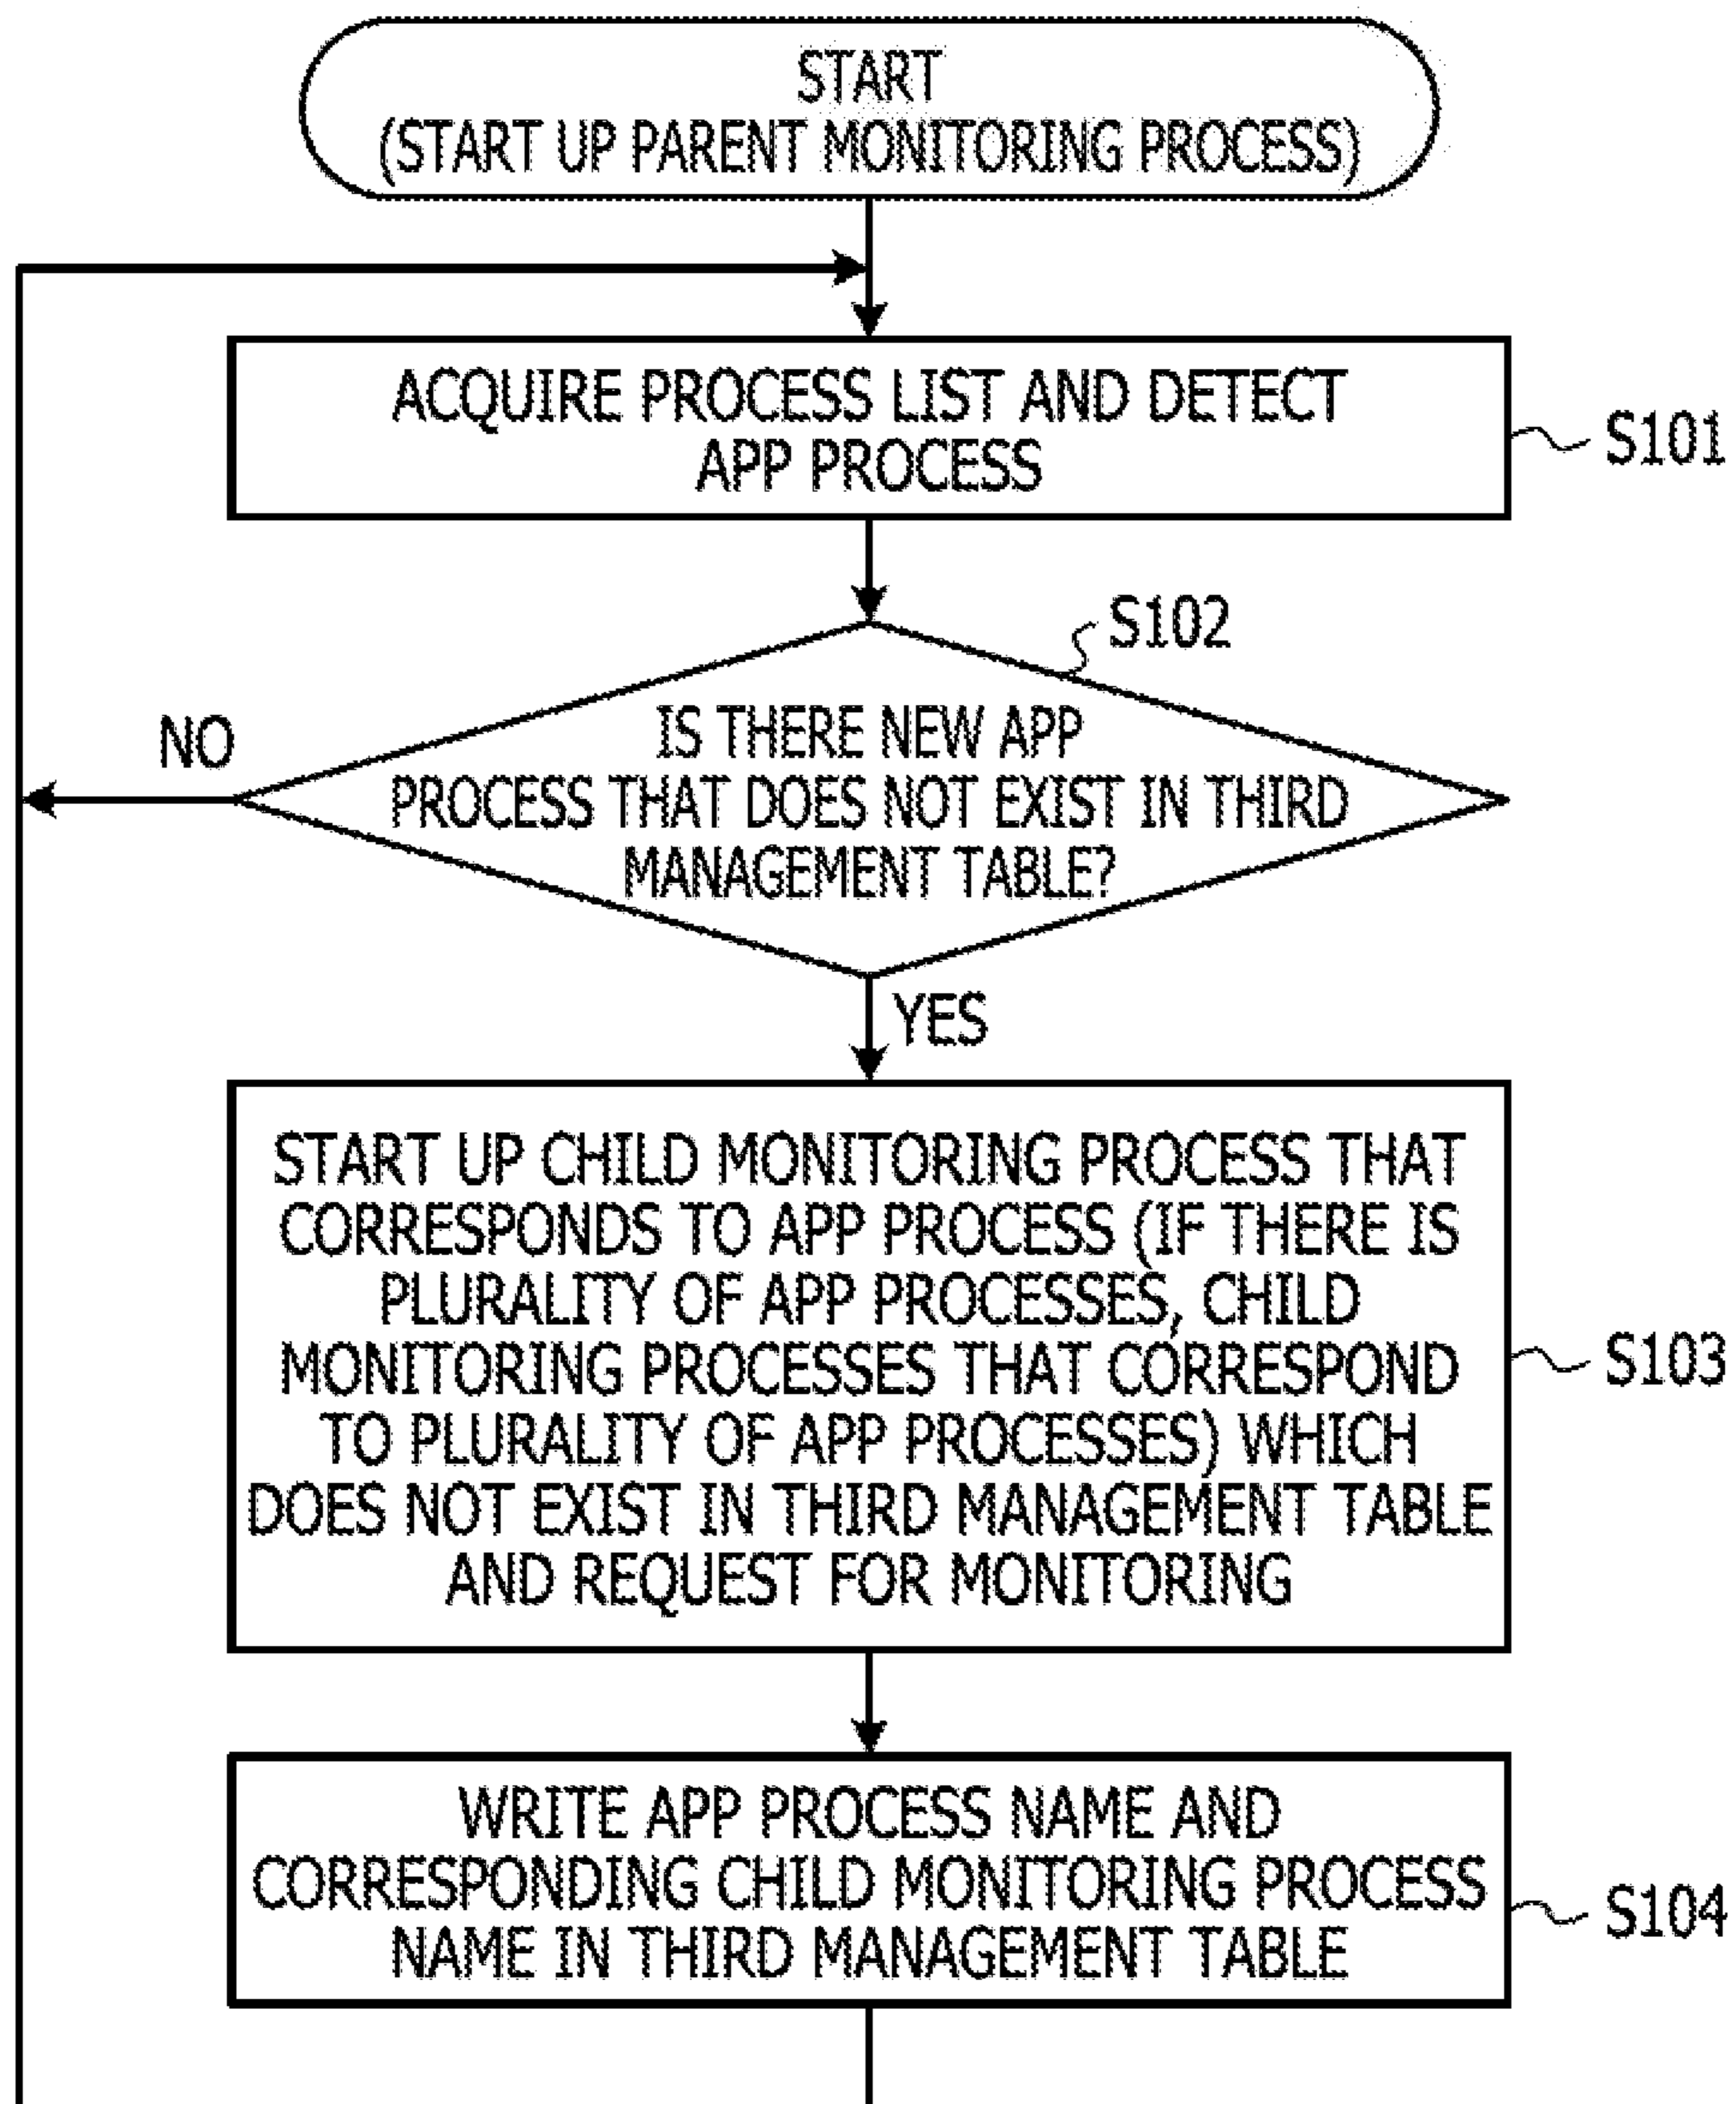 START
(START UP PARENT MONITORING PROCESS)
ACQUIRE PROCESS LIST AND DETECT
APP PROCESS
S101
S102
IS THERE NEW APP
PROCESS THAT DOES NOT EXIST IN THIRD
MANAGEMENT TABLE?
NO
YES
START UP CHILD MONITORING PROCESS THAT
CORRESPONDS TO APP PROCESS (IF THERE IS
PLURALITY OF APP PROCESSES, CHILD
MONITORING PROCESSES THAT CORRESPOND
TO PLURALITY OF APP PROCESSES) WHICH
DOES NOT EXIST IN THIRD MANAGEMENT TABLE
AND REQUEST FOR MONITORING
S103
WRITE APP PROCESS NAME AND
CORRESPONDING CHILD MONITORING PROCESS
NAME IN THIRD MANAGEMENT TABLE
S104